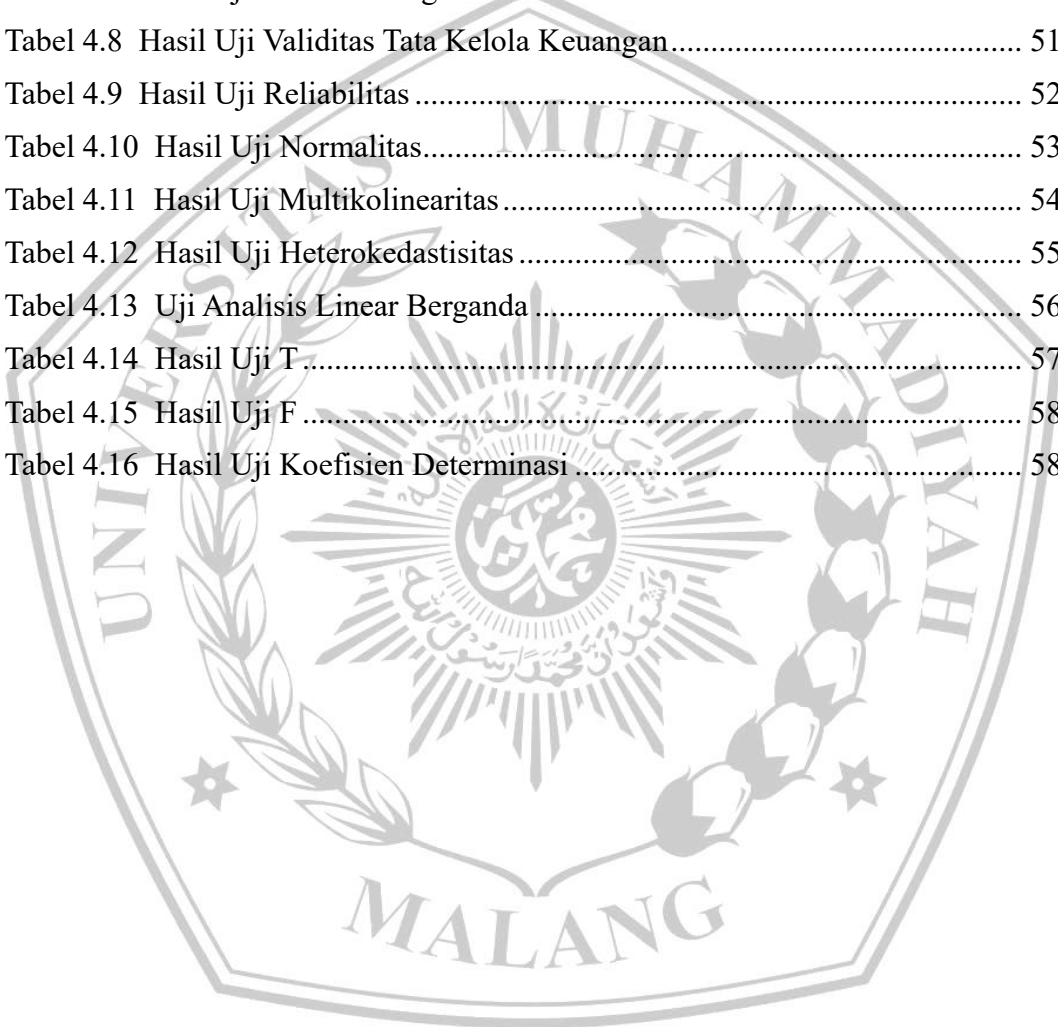 Tabel 4.8 Hasil Uji Validitas Tata Kelola Keuangan............................................ 51
Tabel 4.9 Hasil Uji Reliabilitas............................................................................ 52
Tabel 4.10 Hasil Uji Normalitas.......................................................................... 53
Tabel 4.11 Hasil Uji Multikolinearitas................................................................. 54
Tabel 4.12 Hasil Uji Heterokedastisitas............................................................... 55
Tabel 4.13 Uji Analisis Linear Berganda............................................................. 56
Tabel 4.14 Hasil Uji T.......................................................................................... 57
Tabel 4.15 Hasil Uji F.......................................................................................... 58
Tabel 4.16 Hasil Uji Koefisien Determinasi........................................................ 58
UNIVERSITAS MUHAMMADIYAH
MALANG